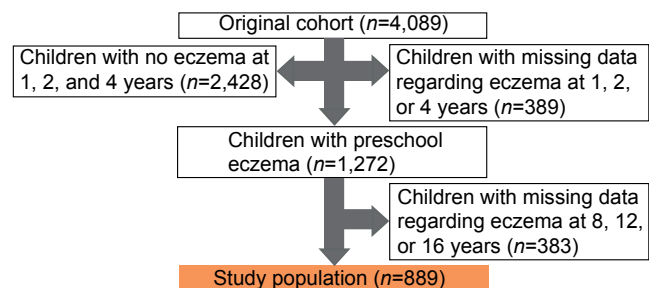 Original cohort (n=4,089)
Children with no eczema at
1, 2, and 4 years (n=2,428)
Children with missing data
regarding eczema at 1, 2,
or 4 years (n=389)
Children with preschool
eczema (n=1,272)
Children with missing data
regarding eczema at 8, 12,
or 16 years (n=383)
Study population (n=889)